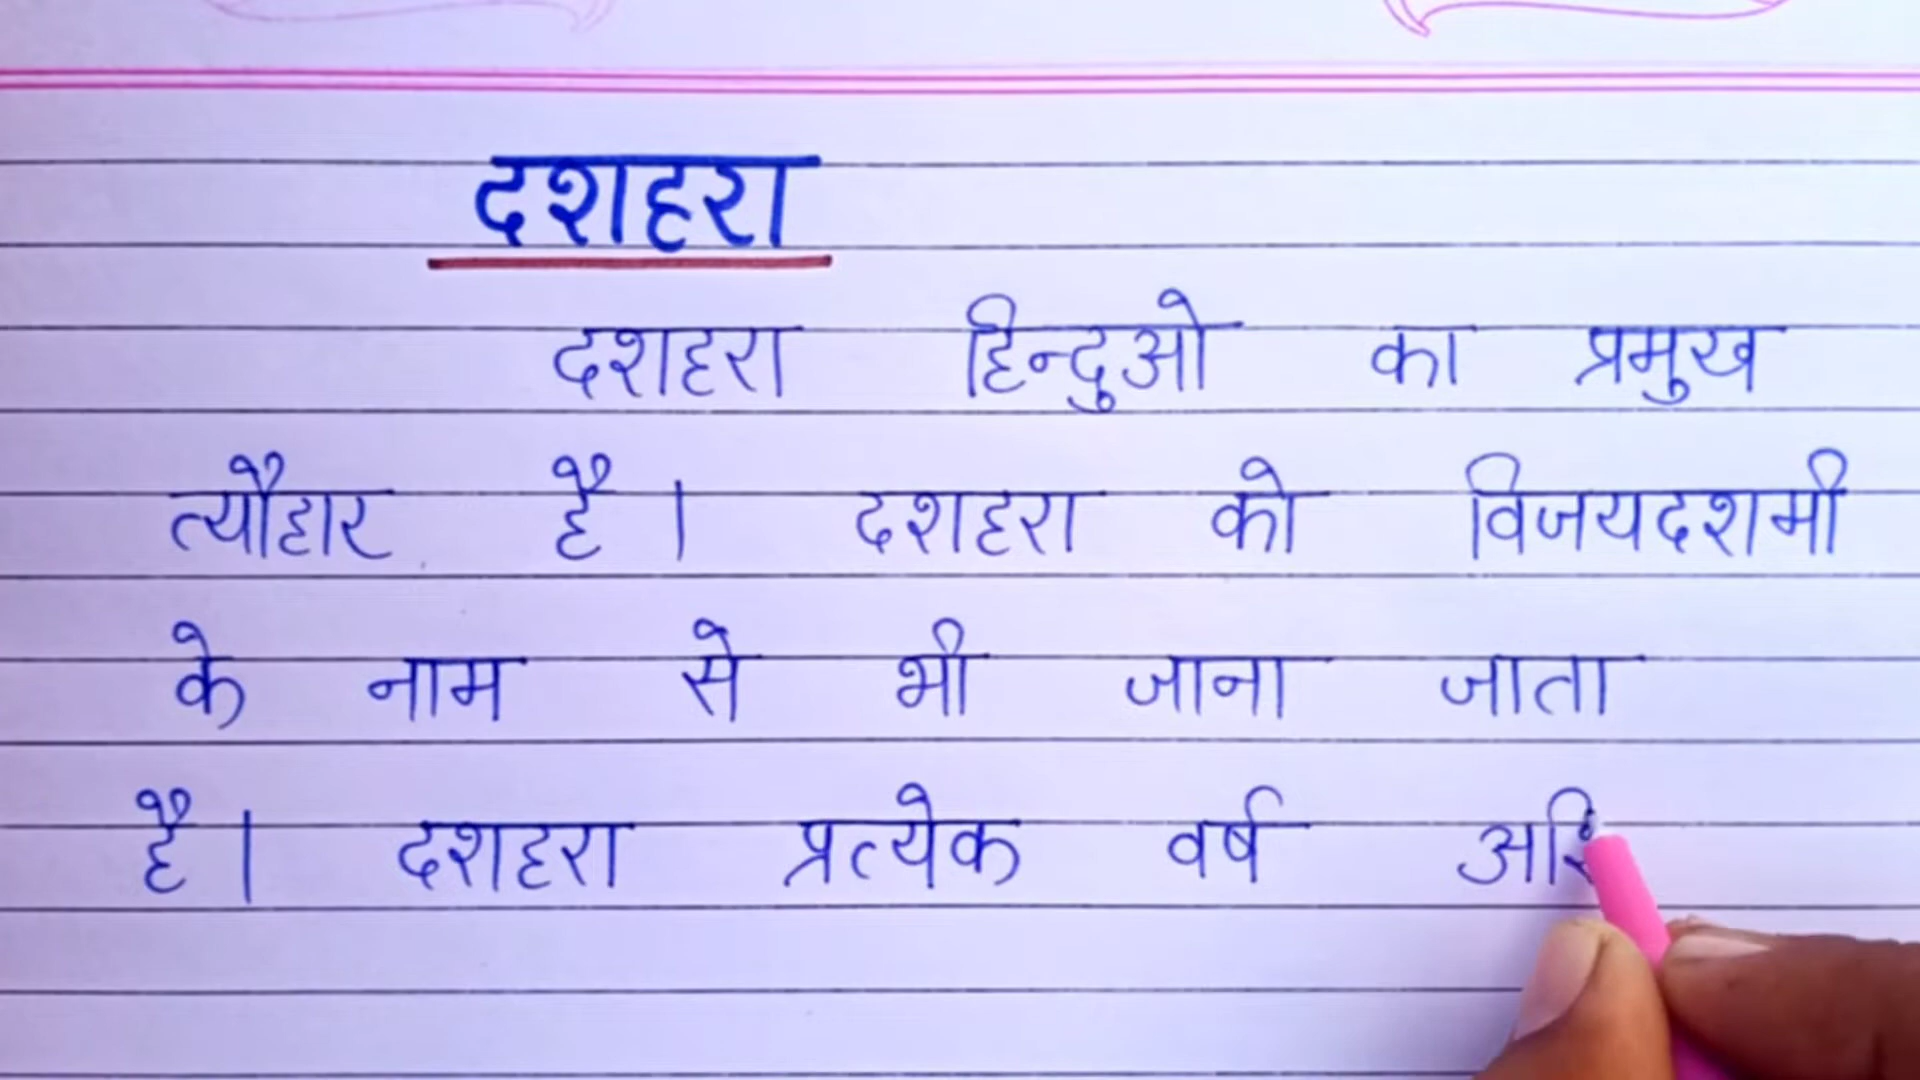 दशहरा
दशहरा हिन्दुओ का प्रमुख
त्यौहार है। दशहरा को विजयदशमी
के नाम से भी जाना जाता
है। दशहरा प्रत्येक वर्ष